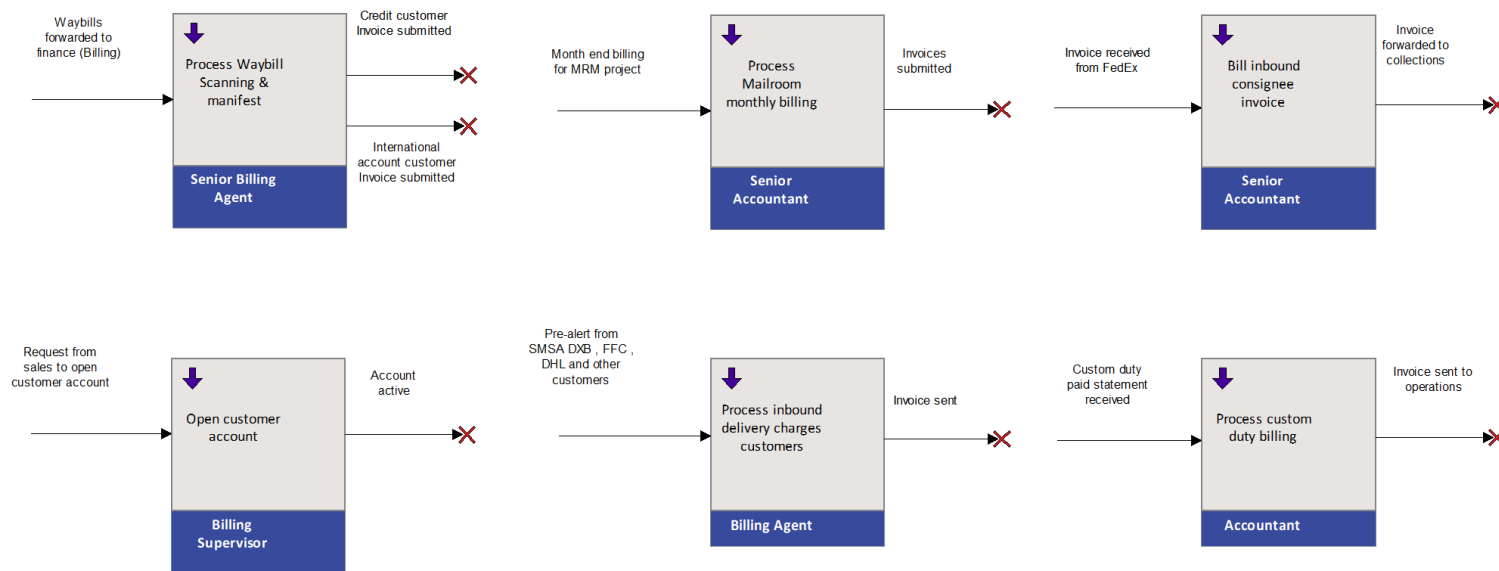 Waybills
forwarded to
finance (Billing)
Process Waybill
Scanning &
manifest
Senior Billing
Agent
Credit customer
Invoice submitted
International
account customer
Invoice submitted
Month end billing
for MRM project
Process
Mailroom
monthly billing
Senior
Accountant
Invoices
submitted
Invoice received
from FedEx
Bill inbound
consignee
invoice
Senior
Accountant
Invoice
forwarded to
collections
Request from
sales to open
customer account
Open customer
account
Billing
Supervisor
Account
active
Pre-alert from
SMSA DXB , FFC ,
DHL and other
customers
Process inbound
delivery charges
customers
Billing Agent
Invoice sent
Custom duty
paid statement
received
Process custom
duty billing
Accountant
Invoice sent to
operations